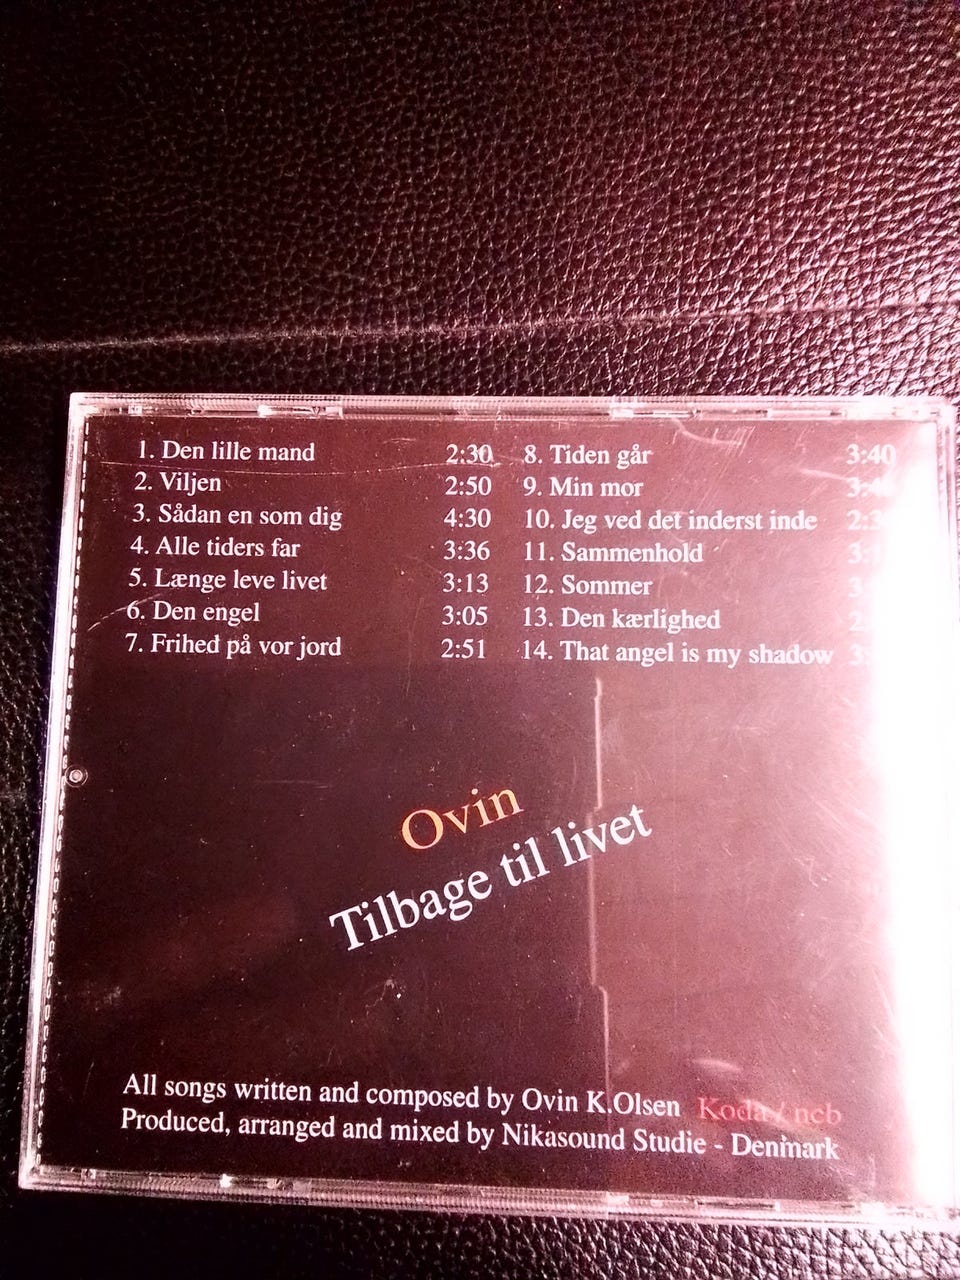 1. Den lille mand 2:30
2. Viljen 2:50
3. Sådan en som dig 4:30
4. Alle tiders far 3:36
5. Længe leve livet 3:13
6. Den engel 3:05
7. Frihed på vor jord 2:51
8. Tiden går 3:40
9. Min mor
10. Jeg ved det inderst inde
11. Sammenhold
12. Sommer
13. Den kærlighed
14. That angel is my shadow
Ovin
Tilbage til livet
All songs written and composed by Ovin K.Olsen Koda / ncb
Produced, arranged and mixed by Nikasound Studie - Denmark